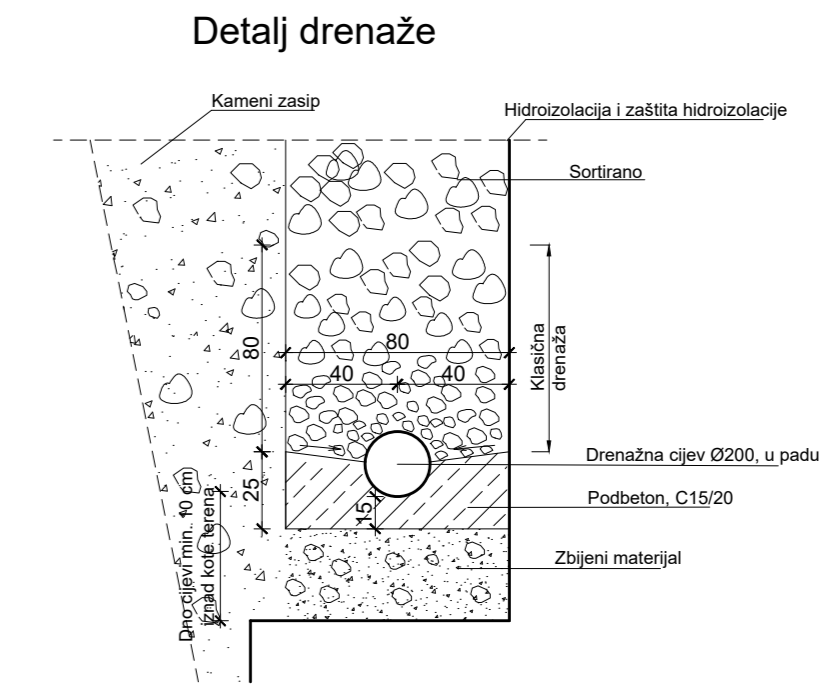 Detalj drenaže
Kameni zasip
Hidroizolacija i zaštita hidroizolacije
Sortirano
80
80
40
40
Klasična
drenaža
Drenažna cijev Ø200, u padu
25
15
Podbeton, C15/20
Dno cijevi min.. 10 cm
iznad kote terena
Zbijeni materijal